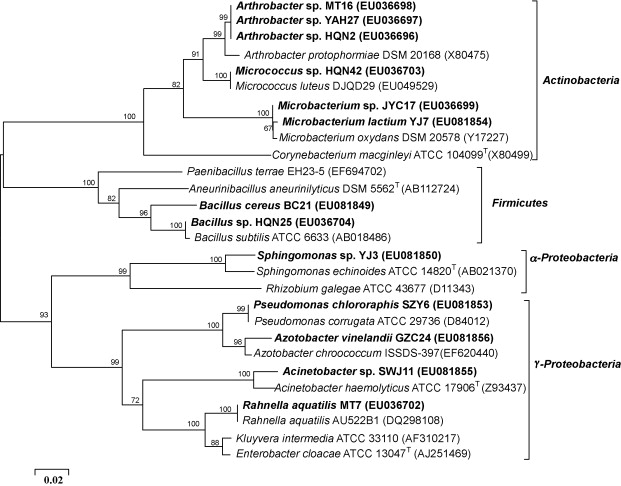 99
Arthrobacter sp. MT16 (EU036698)
Arthrobacter sp. YAH27 (EU036697)
99
Arthrobacter sp. HQN2 (EU036696)
91
Arthrobacter protophormiae DSM 20168 (X80475)
Micrococcus sp. HQN42 (EU036703)
100
Micrococcus luteus DJQD29 (EU049529)
Actinobacteria
82
Microbacterium sp. JYC17 (EU036699)
100
Microbacterium lactium YJ7 (EU081854)
67
100
Microbacterium oxydans DSM 20578 (Y17227)
Corynebacterium macginleyi ATCC 104099T(X80499)
Paenibacillus terrae EH23-5 (EF694702)
100
Aneurinibacillus aneurinilyticus DSM 5562T(AB112724)
82
Bacillus cereus BC21 (EU081849)
Firmicutes
96
Bacillus sp. HQN25 (EU036704)
100
Bacillus subtilis ATCC 6633 (AB018486)
Sphingomonas sp. YJ3 (EU081850)
α-Proteobacteria
100
99
Sphingomonas echinoides ATCC 14820T(AB021370)
Rhizobium galegae ATCC 43677 (D11343)
93
Pseudomonas chlororaphis SZY6 (EU081853)
99
100
Pseudomonas corrugata ATCC 29736 (D84012)
Azotobacter vinelandii GZC24 (EU081856)
98
Azotobacter chroococcum ISSDS-397(EF620440)
99
γ-Proteobacteria
Acinetobacter sp. SWJ11 (EU081855)
100
Acinetobacter haemolyticus ATCC 17906T(Z93437)
72
Rahnella aquatilis MT7 (EU036702)
100
Rahnella aquatilis AU522B1 (DQ298108)
100
Kluyvera intermedia ATCC 33110 (AF310217)
88
Enterobacter cloacae ATCC 13047T(AJ251469)
0.02